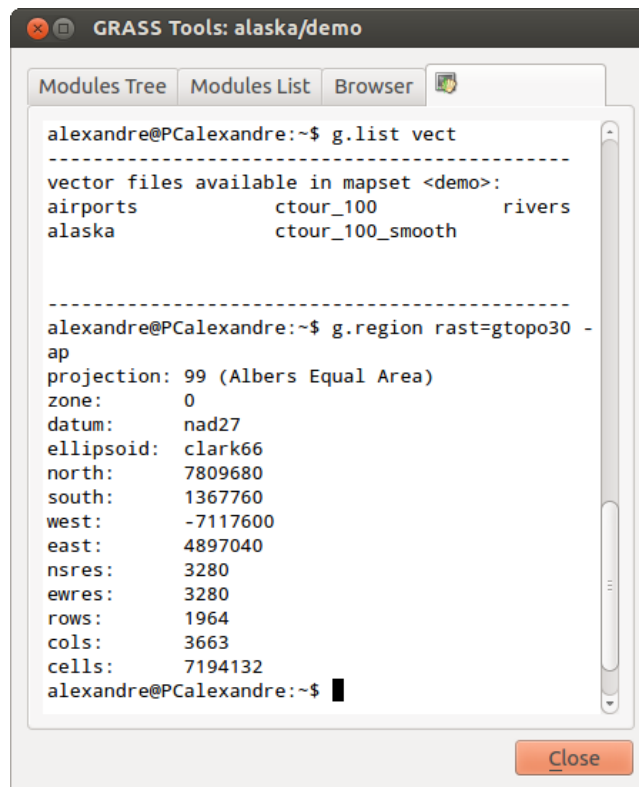 GRASS Tools: alaska/demo
Modules Tree Modules List Browser
alexandre@PCalexandre:~$ g.list vect
----------------------------------------------
vector files available in mapset <demo>:
airports ctour_100 rivers
alaska ctour_100_smooth
----------------------------------------------
alexandre@PCalexandre:~$ g.region rast=gtopo30 -
ap
projection: 99 (Albers Equal Area)
zone: 0
datum: nad27
ellipsoid: clark66
north: 7809680
south: 1367760
west: -7117600
east: 4897040
nsres: 3280
ewres: 3280
rows: 1964
cols: 3663
cells: 7194132
alexandre@PCalexandre:~$
Close